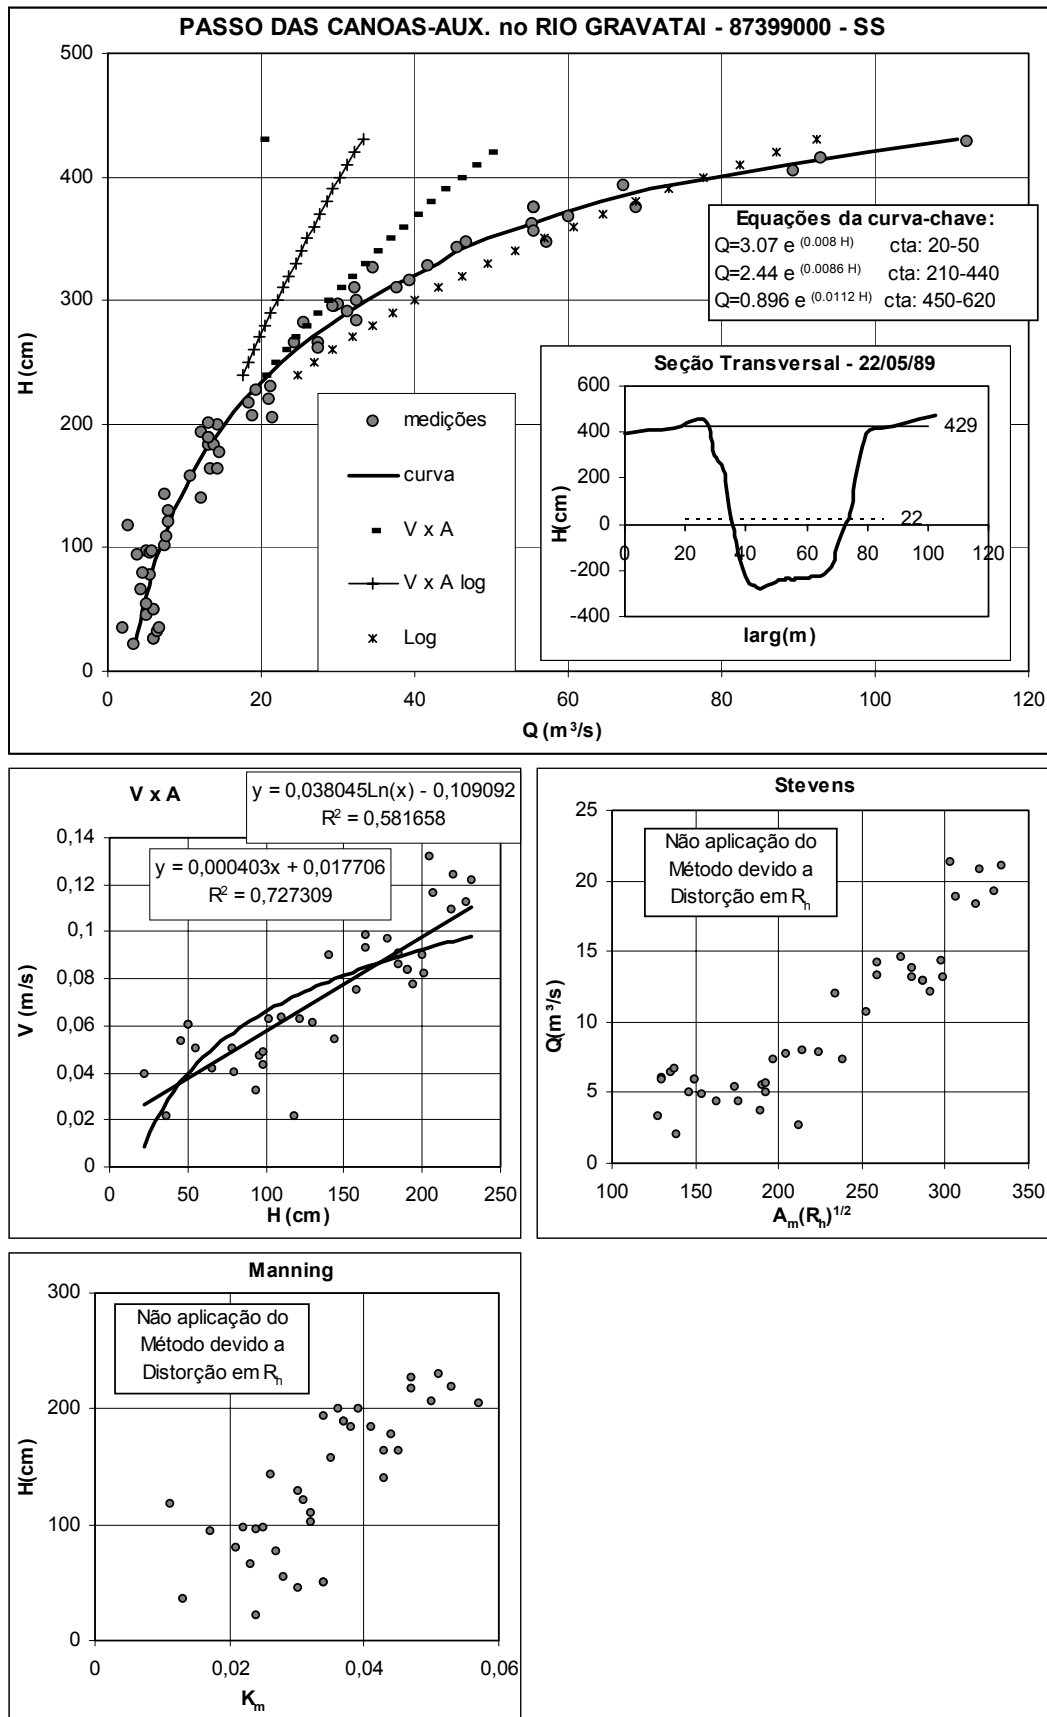 PASSO DAS CANOAS-AUX. no RIO GRAVATAI - 87399000 - SS
500
400
300
200
100
0
H (cm)
0 20 40 60 80 100 120
Q (m³/s)
medições
curva
V x A
V x A log
Log
Equações da curva-chave:
Q=3.07 e (0.008 H) cta: 20-50
Q=2.44 e (0.0086 H) cta: 210-440
Q=0.896 e (0.0112 H) cta: 450-620
Seção Transversal - 22/05/89
600
400
200
0
-200
-400
H(cm)
429
22
0 20 40 60 80 100 120
larg(m)
V x A
y = 0,038045Ln(x) - 0,109092
R² = 0,581658
y = 0,000403x + 0,017706
R² = 0,727309
0,14
0,12
0,1
0,08
0,06
0,04
0,02
0
V (m/s)
0 50 100 150 200 250
H (cm)
Stevens
Não aplicação do
Método devido a
Distorção em Rh
25
20
15
10
5
0
Q(m³/s)
100 150 200 250 300 350
Am(Rh)1/2
Manning
Não aplicação do
Método devido a
Distorção em Rh
300
200
100
0
H(cm)
0 0,02 0,04 0,06
Km